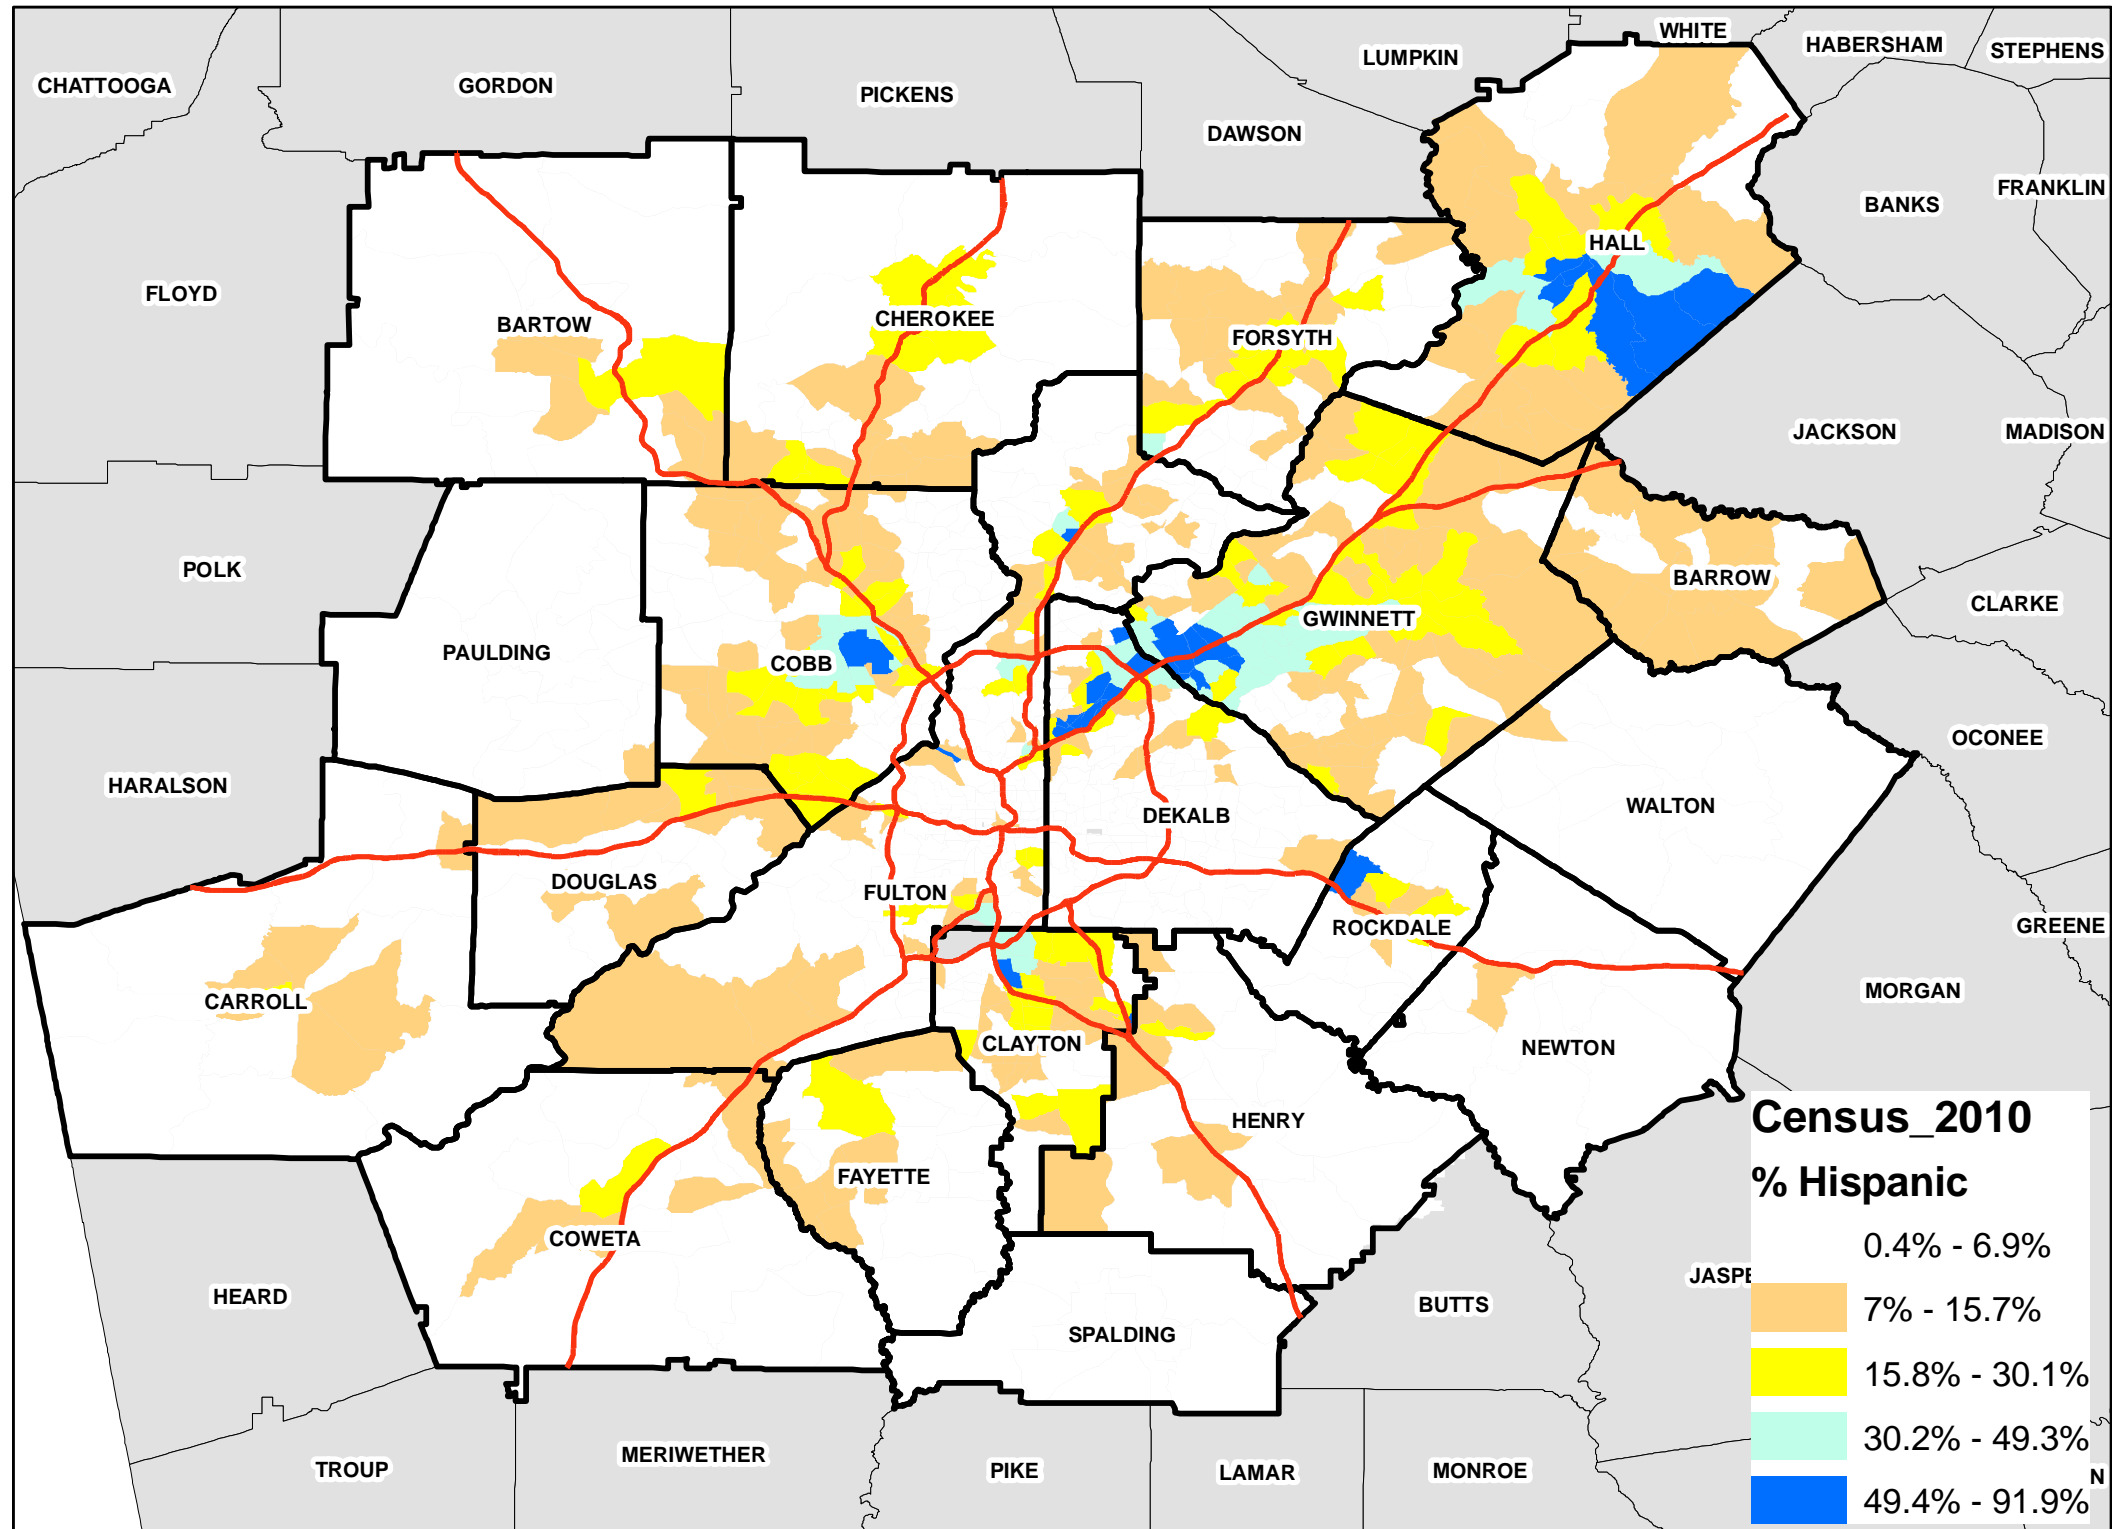 WHITE
HABERSHAM
STEPHENS
LUMPKIN
CHATTOOGA
GORDON
PICKENS
DAWSON
FRANKLIN
BANKS
HALL
FLOYD
BARTOW
CHEROKEE
FORSYTH
JACKSON
MADISON
POLK
BARROW
CLARKE
GWINNETT
PAULDING
COBB
OCONEE
HARALSON
WALTON
DEKALB
DOUGLAS
FULTON
ROCKDALE
GREENE
CARROLL
MORGAN
CLAYTON
NEWTON
HENRY
FAYETTE
COWETA
HEARD
JASPE
BUTTS
SPALDING
MERIWETHER
TROUP
PIKE
LAMAR
MONROE
N
Census_2010
% Hispanic
0.4% - 6.9%
7% - 15.7%
15.8% - 30.1%
30.2% - 49.3%
49.4% - 91.9%